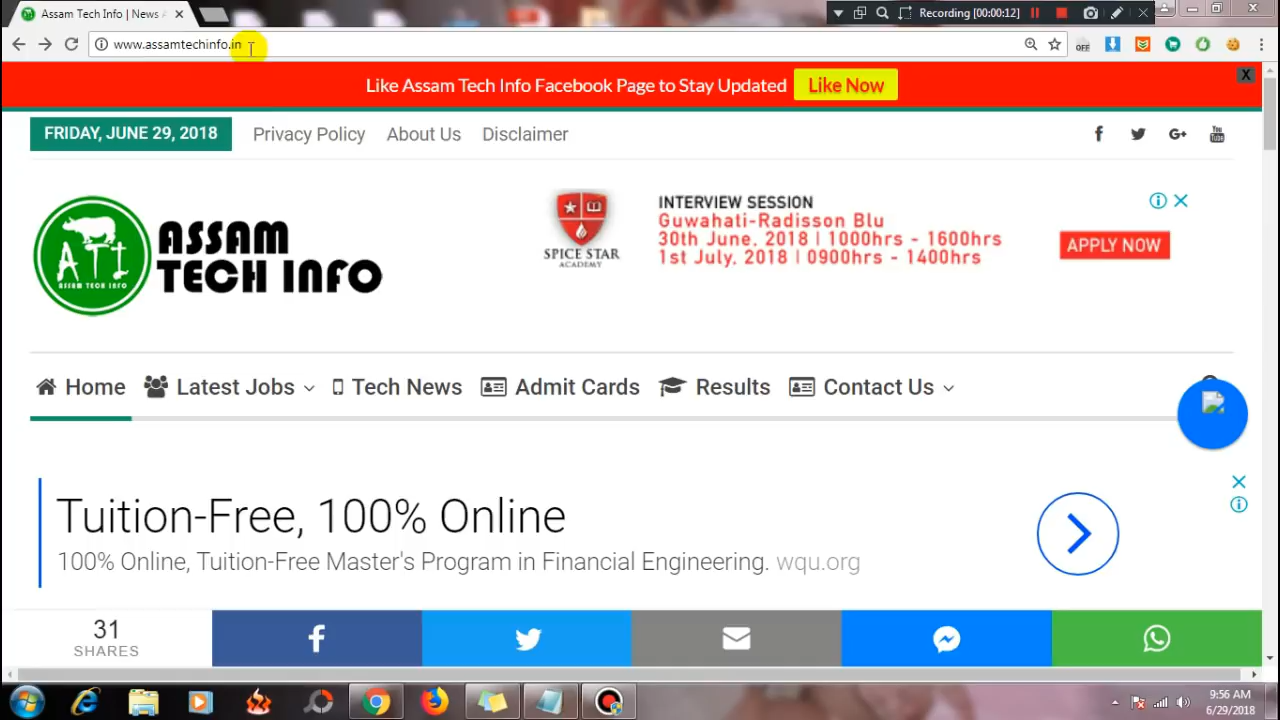 Assam Tech Info | News
Recording [00:00:12]
www.assamtechinfo.in
OFF
Like Assam Tech Info Facebook Page to Stay Updated Like Now
X
FRIDAY, JUNE 29, 2018 Privacy Policy About Us Disclaimer
ATI
ASSAM TECH INFO
ASSAM
TECH INFO
SPICE STAR
ACADEMY
INTERVIEW SESSION
Guwahati-Radisson Blu
30th June, 2018 | 1000hrs - 1600hrs
1st July, 2018 | 0900hrs - 1400hrs
APPLY NOW
Home Latest Jobs Tech News Admit Cards Results Contact Us
Tuition-Free, 100% Online
100% Online, Tuition-Free Master's Program in Financial Engineering. wqu.org
31
SHARES
9:56 AM
6/29/2018